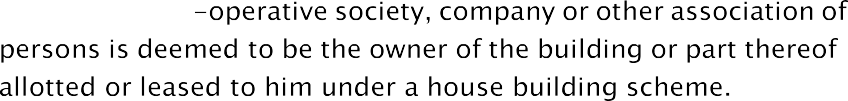 –operative society, company or other association of
persons is deemed to be the owner of the building or part thereof
allotted or leased to him under a house building scheme.